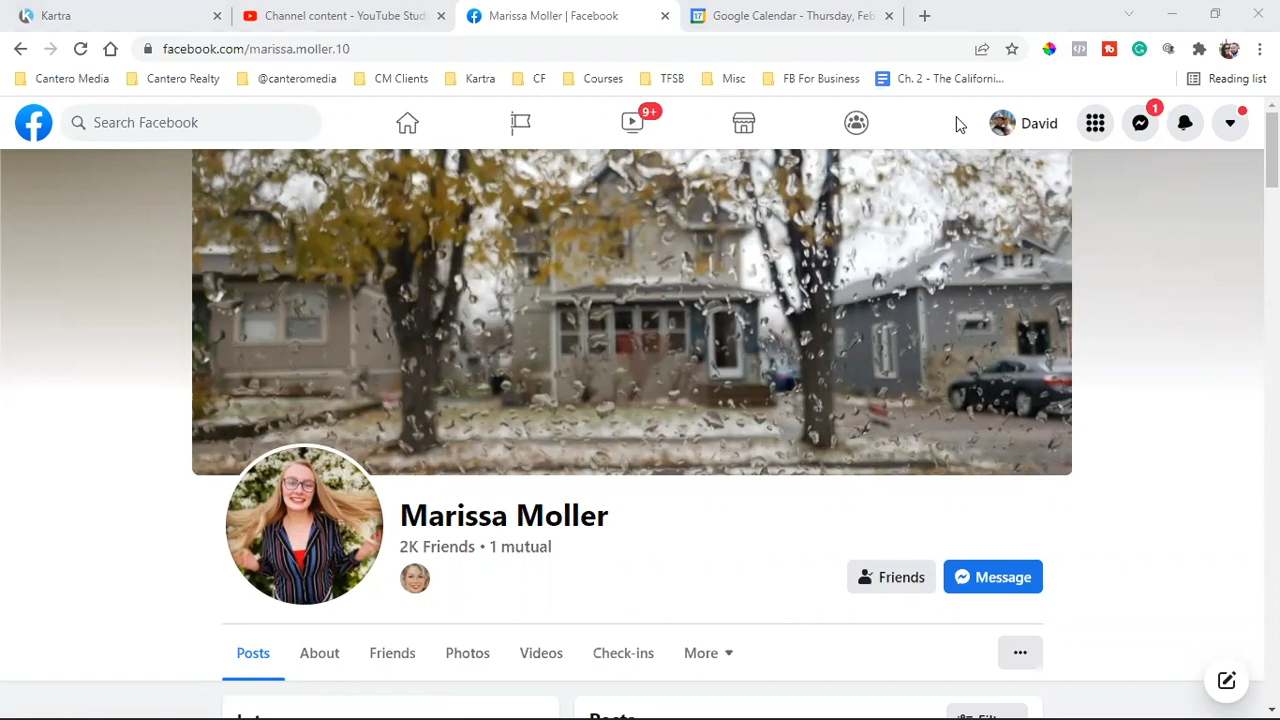 Kartra
Channel content - YouTube Stud
Marissa Moller | Facebook
Google Calendar - Thursday, Feb
facebook.com/marissa.moller.10
Cantero Media
Cantero Realty
@canteromedia
CM Clients
Kartra
CF
Courses
TFSB
Misc
FB For Business
Ch. 2 - The Californi...
Reading list
Search Facebook
9+
David
1
Marissa Moller
2K Friends • 1 mutual
Friends
Message
Posts
About
Friends
Photos
Videos
Check-ins
More